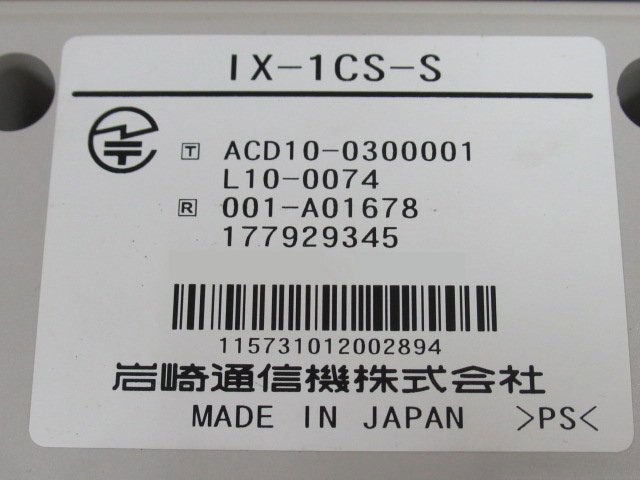 IX-1CS-S
T ACD10-0300001
L10-0074
R 001-A01678
177929345
115731012002894
岩崎通信機株式会社
MADE IN JAPAN >PS<